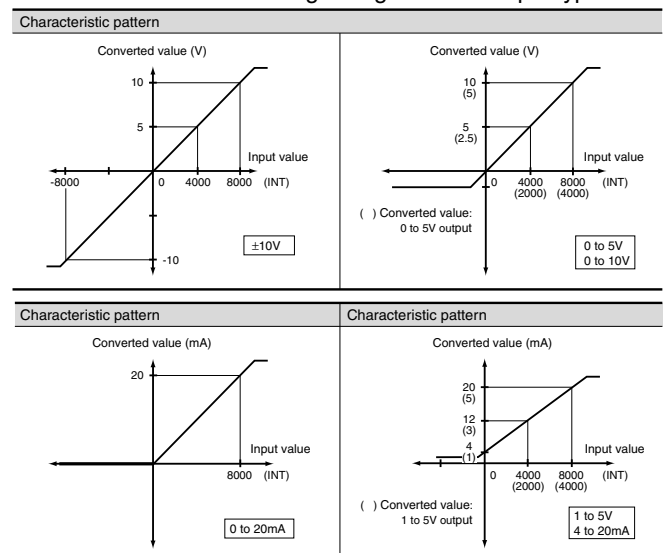 Characteristic pattern
Converted value (V)
10
5
Input value
-8000
0
4000
8000
(INT)
-10
±10V
Converted value (V)
10
(5)
5
(2.5)
Input value
0
4000
(2000)
8000
(4000)
(INT)
( ) Converted value:
0 to 5V output
0 to 5V
0 to 10V
Characteristic pattern
Converted value (mA)
20
Input value
8000
(INT)
0 to 20mA
Characteristic pattern
Converted value (mA)
20
(5)
12
(3)
4
(1)
Input value
0
4000
(2000)
8000
(4000)
(INT)
( ) Converted value:
1 to 5V output
1 to 5V
4 to 20mA